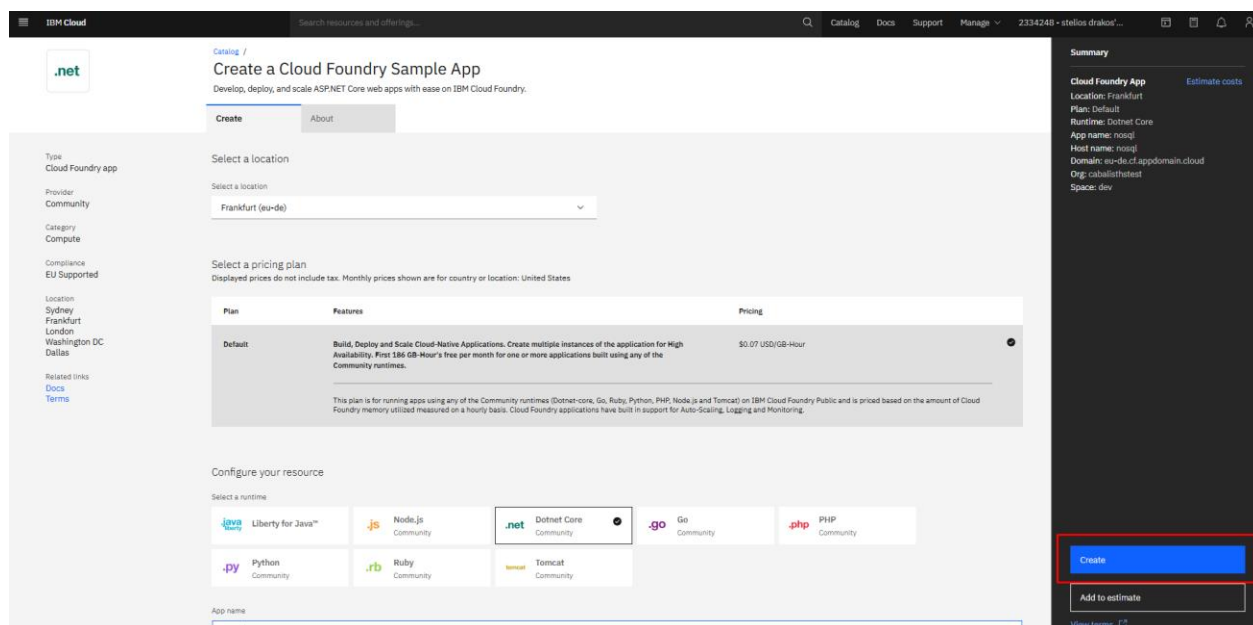 IBM Cloud
Search resources and offerings...
Catalog
Docs
Support
Manage
2334248 - stelios drakos'...
.net
Catalog /
Create a Cloud Foundry Sample App
Develop, deploy, and scale ASP.NET Core web apps with ease on IBM Cloud Foundry.
Create
About
Type
Cloud Foundry app
Provider
Community
Category
Compute
Compliance
EU Supported
Location
Sydney
Frankfurt
London
Washington DC
Dallas
Related links
Docs
Terms
Select a location
Select a location
Frankfurt (eu-de)
Select a pricing plan
Displayed prices do not include tax. Monthly prices shown are for country or location: United States
Plan
Features
Pricing
Default
Build, Deploy and Scale Cloud-Native Applications. Create multiple instances of the application for High
Availability. First 186 GB-Hour's free per month for one or more applications built using any of the
Community runtimes.
$0.07 USD/GB-Hour
This plan is for running apps using any of the Community runtimes (Dotnet-core, Go, Ruby, Python, PHP, Node.js and Tomcat) on IBM Cloud Foundry Public and is priced based on the amount of Cloud
Foundry memory utilized measured on a hourly basis. Cloud Foundry applications have built in support for Auto-Scaling, Logging and Monitoring.
Configure your resource
Select a runtime
java
liberty
Liberty for Java™
.js
Node.js
Community
.net
Dotnet Core
Community
.go
Go
Community
.php
PHP
Community
.py
Python
Community
.rb
Ruby
Community
tomcat
Tomcat
Community
App name
Summary
Cloud Foundry App
Estimate costs
Location: Frankfurt
Plan: Default
Runtime: Dotnet Core
App name: nosql
Host name: nosql
Domain: eu-de.cf.appdomain.cloud
Org: cabalisthstest
Space: dev
Create
Add to estimate
View terms